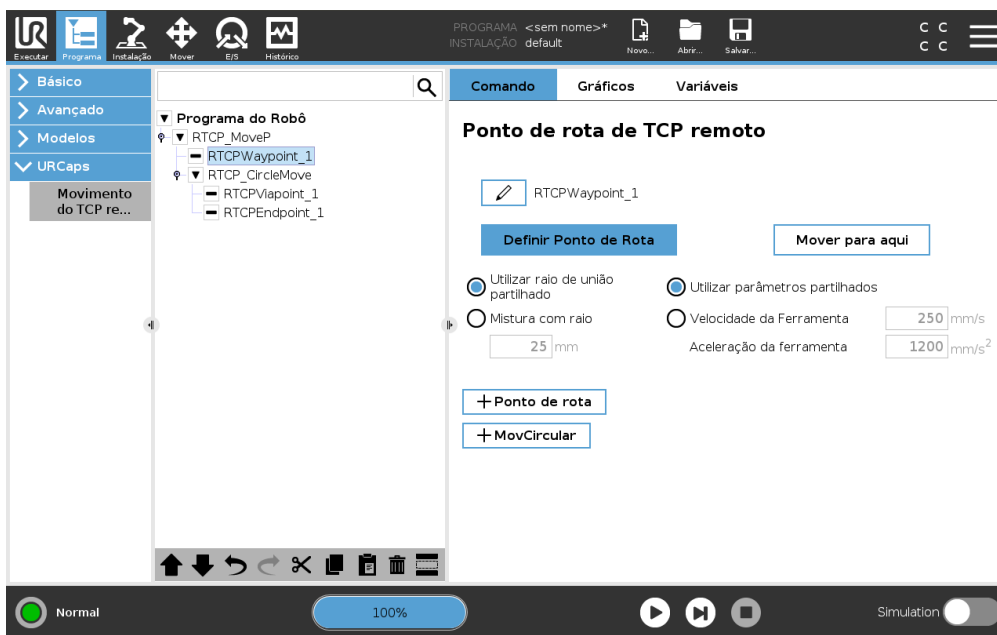 PROGRAMA <sem nome>*
INSTALAÇÃO default
Executar
Programa
Instalação
Mover
E/S
Histórico
Novo...
Abrir...
Salvar...
C C
C C
Básico
Avançado
Modelos
URCaps
Movimento
do TCP re...
Programa do Robô
RTCP_MoveP
RTCPWaypoint_1
RTCP_CircleMove
RTCPViapoint_1
RTCPEndpoint_1
Comando
Gráficos
Variáveis
Ponto de rota de TCP remoto
RTCPWaypoint_1
Definir Ponto de Rota
Mover para aqui
Utilizar raio de união
partilhado
Utilizar parâmetros partilhados
Mistura com raio
Velocidade da Ferramenta 250 mm/s
25 mm
Aceleração da ferramenta 1200 mm/s²
+ Ponto de rota
+ MovCircular
Normal
100%
Simulation